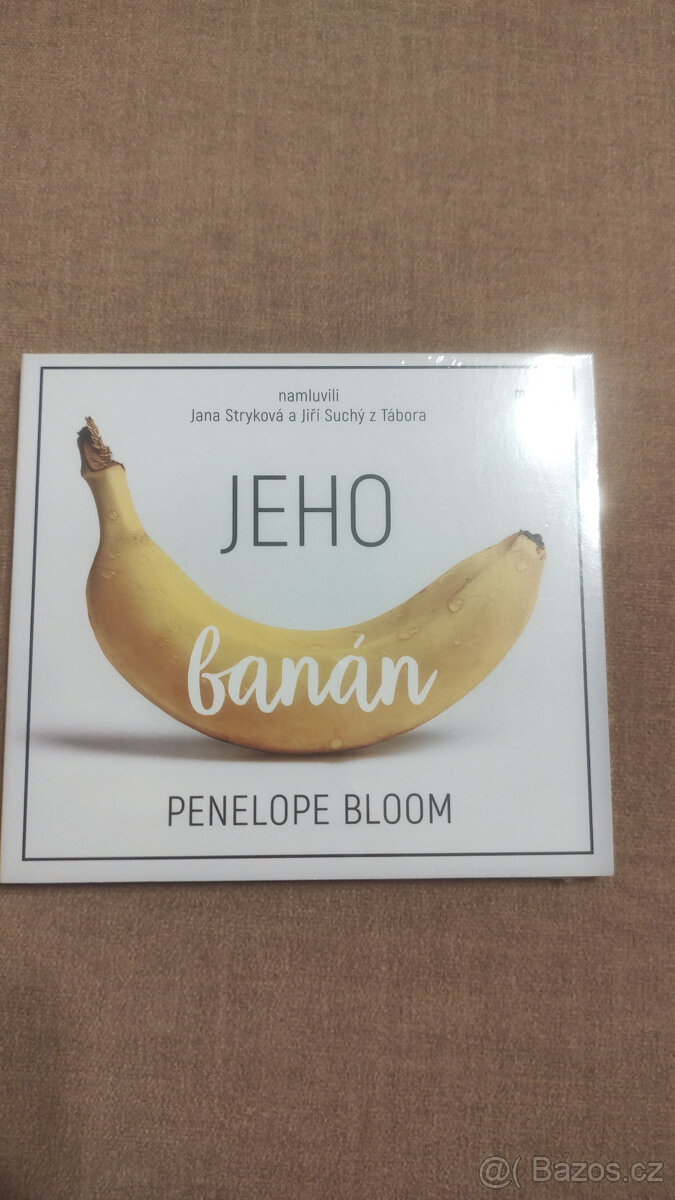 namluvili
Jana Stryková a Jiří Suchý z Tábora
JEHO
banán
PENELOPE BLOOM
@( Bazos.cz